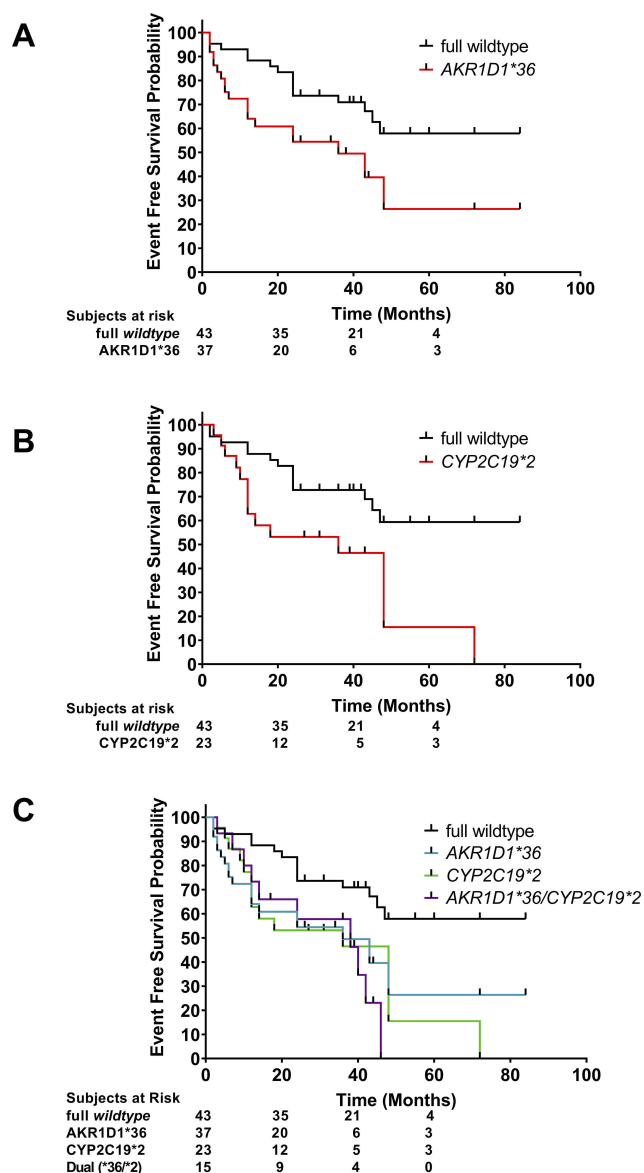 A
Event Free Survival Probability
full wildtype
AKR1D1*36
100
90
80
70
60
50
40
30
20
10
0
0 20 40 60 80 100
Time (Months)
Subjects at risk
full wildtype 43 35 21 4
AKR1D1*36 37 20 6 3
B
Event Free Survival Probability
full wildtype
CYP2C19*2
100
90
80
70
60
50
40
30
20
10
0
0 20 40 60 80 100
Time (Months)
Subjects at risk
full wildtype 43 35 21 4
CYP2C19*2 23 12 5 3
C
Event Free Survival Probability
full wildtype
AKR1D1*36
CYP2C19*2
AKR1D1*36/CYP2C19*2
100
90
80
70
60
50
40
30
20
10
0
0 20 40 60 80 100
Time (Months)
Subjects at Risk
full wildtype 43 35 21 4
AKR1D1*36 37 20 6 3
CYP2C19*2 23 12 5 3
Dual (*36/*2) 15 9 4 0